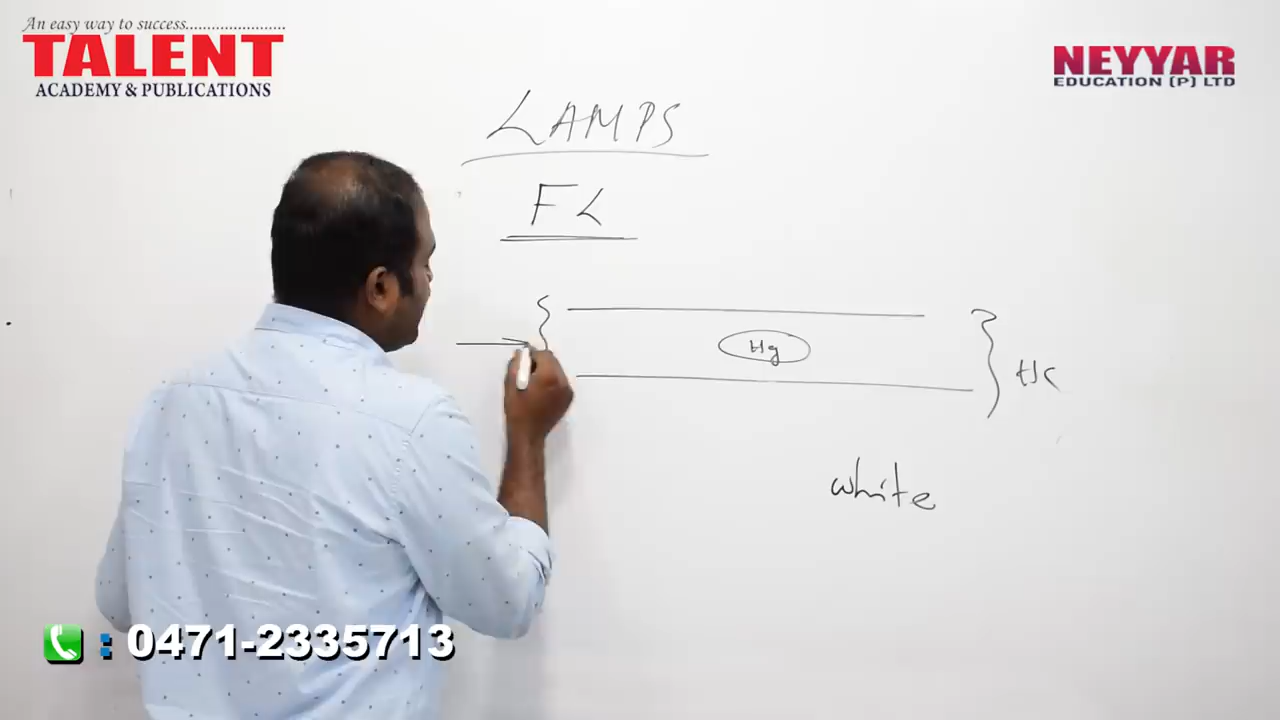 An easy way to success.........................
TALENT
ACADEMY & PUBLICATIONS
NEYYAR
EDUCATION (P) LTD
LAMPS
FL
Hg
white
: 0471-2335713